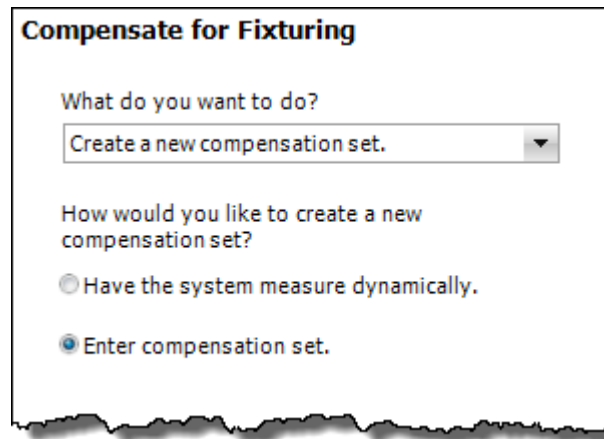 Compensate for Fixturing
What do you want to do?
Create a new compensation set.
How would you like to create a new
compensation set?
Have the system measure dynamically.
Enter compensation set.